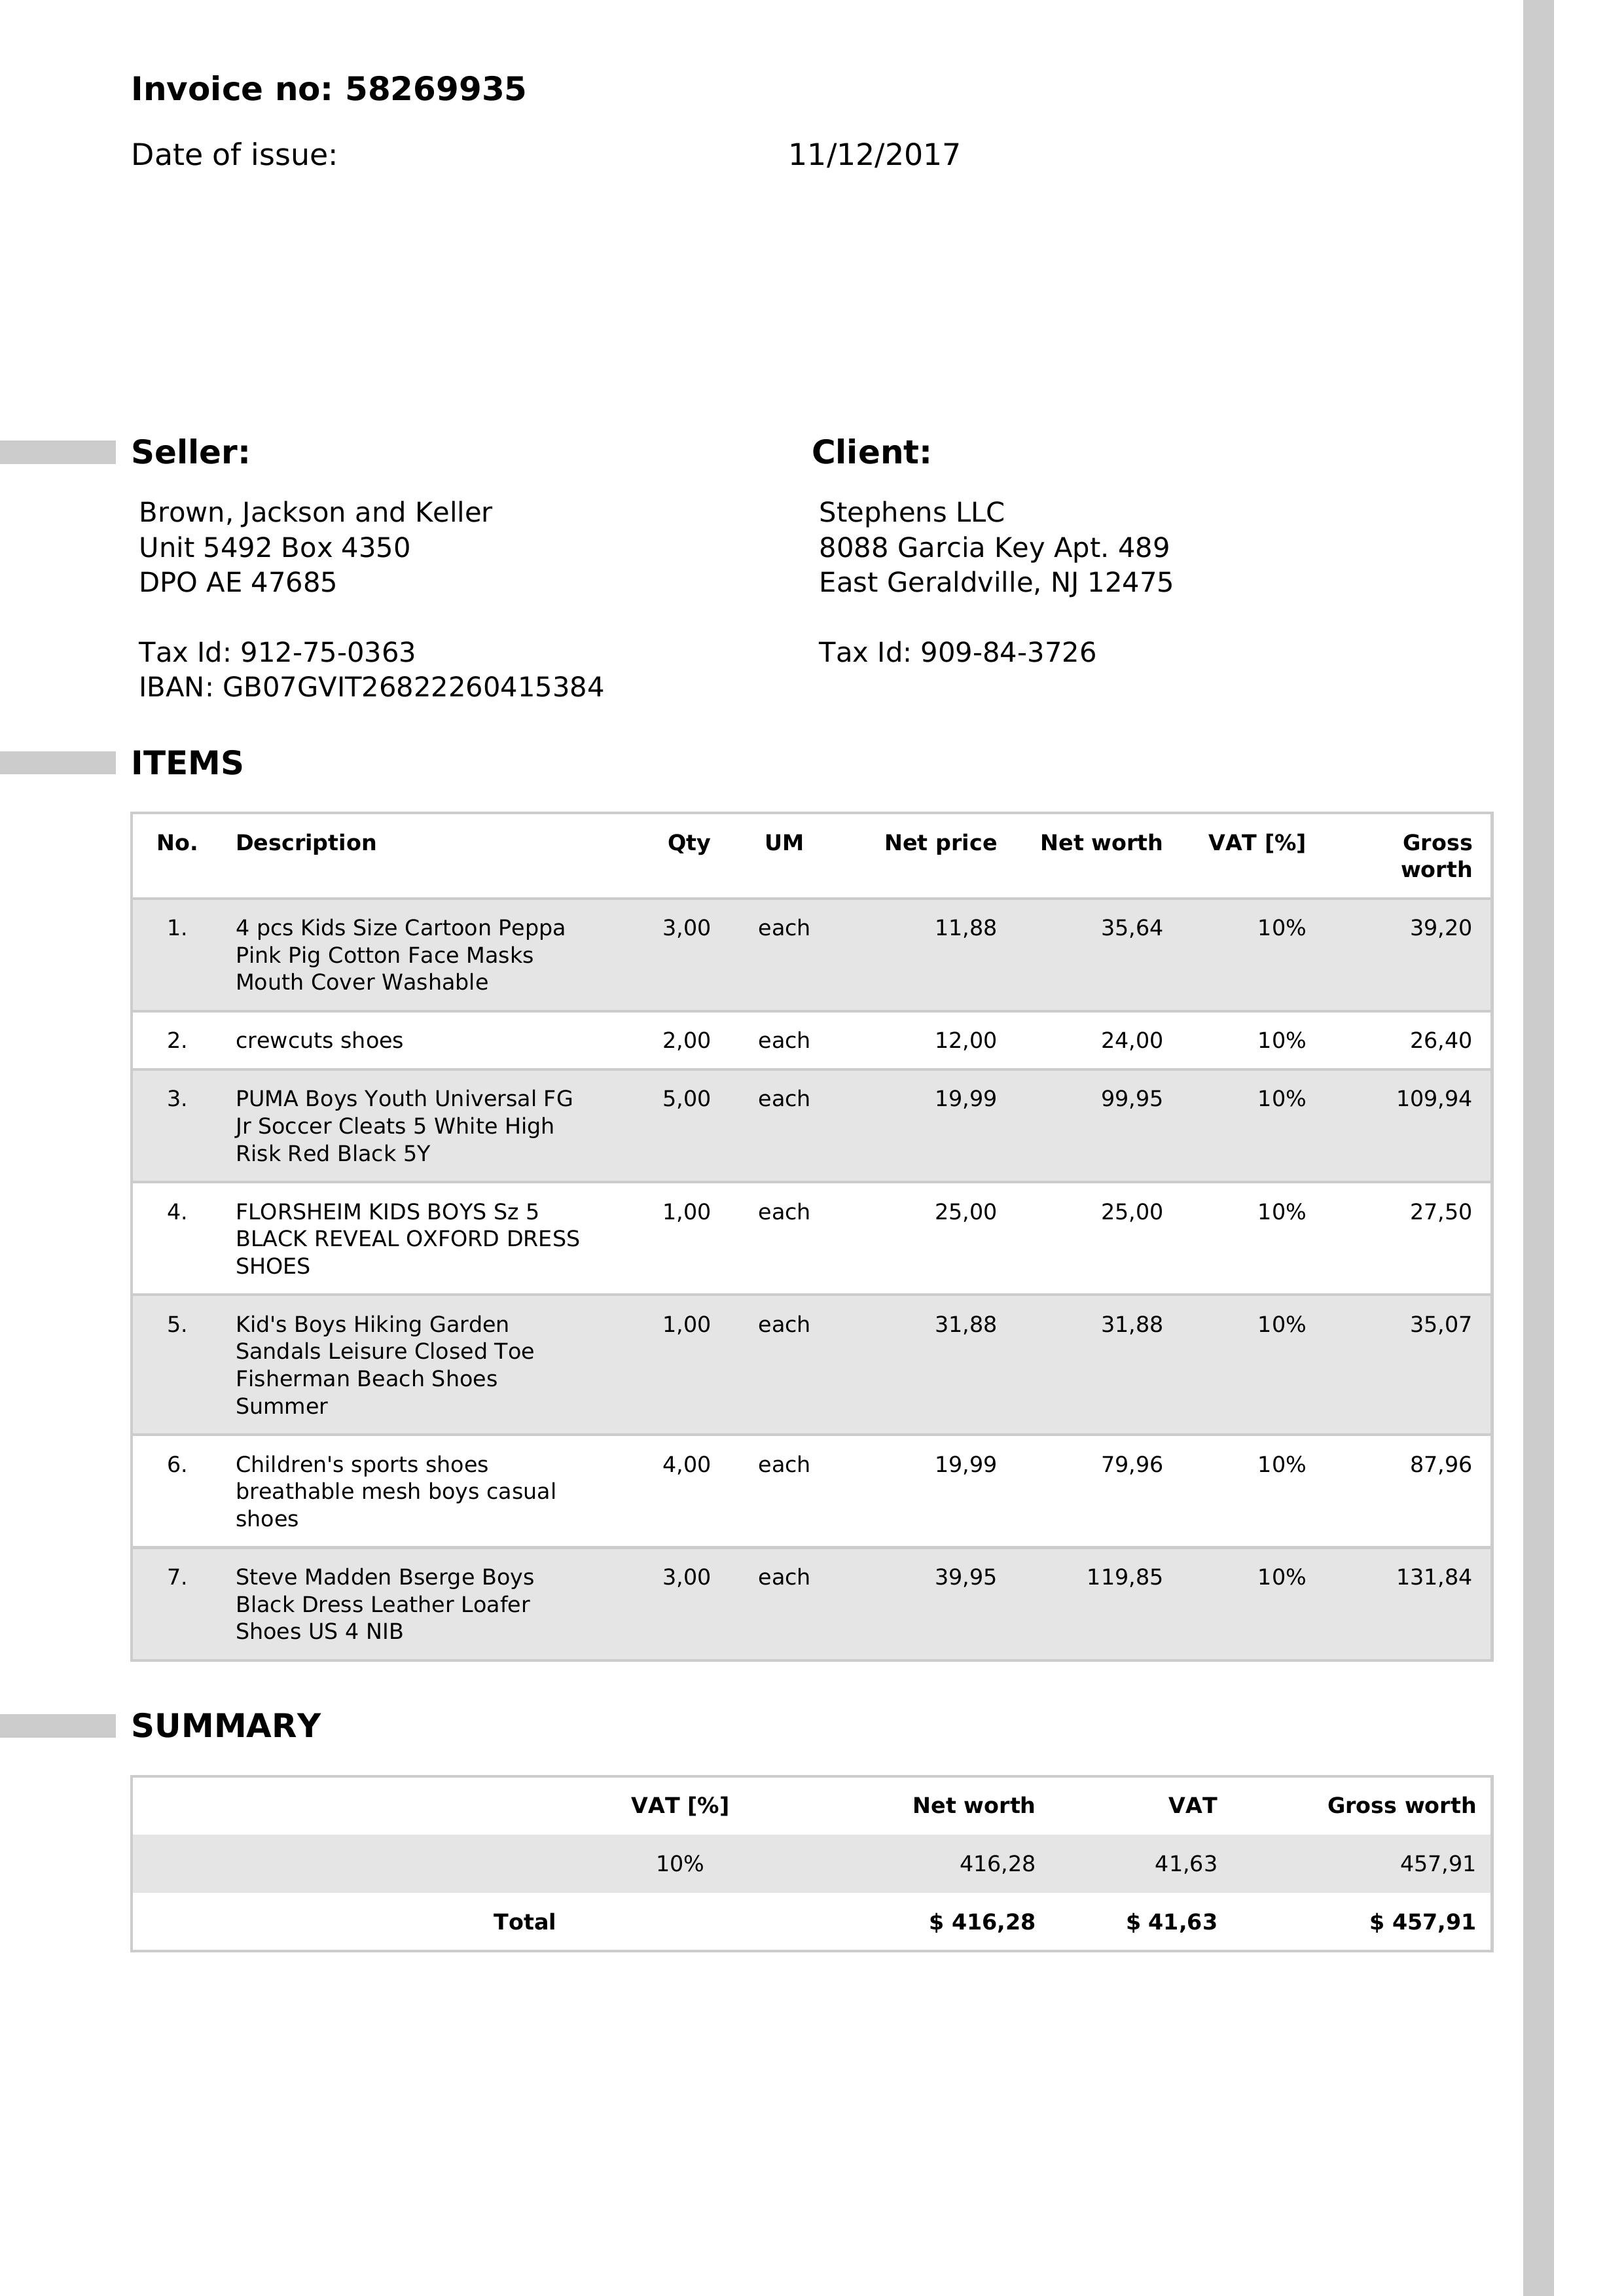 Invoice no: 58269935
Date of issue: 11/12/2017
Seller:
Brown, Jackson and Keller
Unit 5492 Box 4350
DPO AE 47685
Tax Id: 912-75-0363
IBAN: GB07GVIT26822260415384
Client:
Stephens LLC
8088 Garcia Key Apt. 489
East Geraldville, NJ 12475
Tax Id: 909-84-3726
ITEMS
No. Description Qty UM Net price Net worth VAT [%] Gross
worth
1. 4 pcs Kids Size Cartoon Peppa 3,00 each 11,88 35,64 10% 39,20
Pink Pig Cotton Face Masks
Mouth Cover Washable
2. crewcuts shoes 2,00 each 12,00 24,00 10% 26,40
3. PUMA Boys Youth Universal FG 5,00 each 19,99 99,95 10% 109,94
Jr Soccer Cleats 5 White High
Risk Red Black 5Y
4. FLORSHEIM KIDS BOYS Sz 5 1,00 each 25,00 25,00 10% 27,50
BLACK REVEAL OXFORD DRESS
SHOES
5. Kid's Boys Hiking Garden 1,00 each 31,88 31,88 10% 35,07
Sandals Leisure Closed Toe
Fisherman Beach Shoes
Summer
6. Children's sports shoes 4,00 each 19,99 79,96 10% 87,96
breathable mesh boys casual
shoes
7. Steve Madden Bserge Boys 3,00 each 39,95 119,85 10% 131,84
Black Dress Leather Loafer
Shoes US 4 NIB
SUMMARY
VAT [%] Net worth VAT Gross worth
10% 416,28 41,63 457,91
Total $ 416,28 $ 41,63 $ 457,91